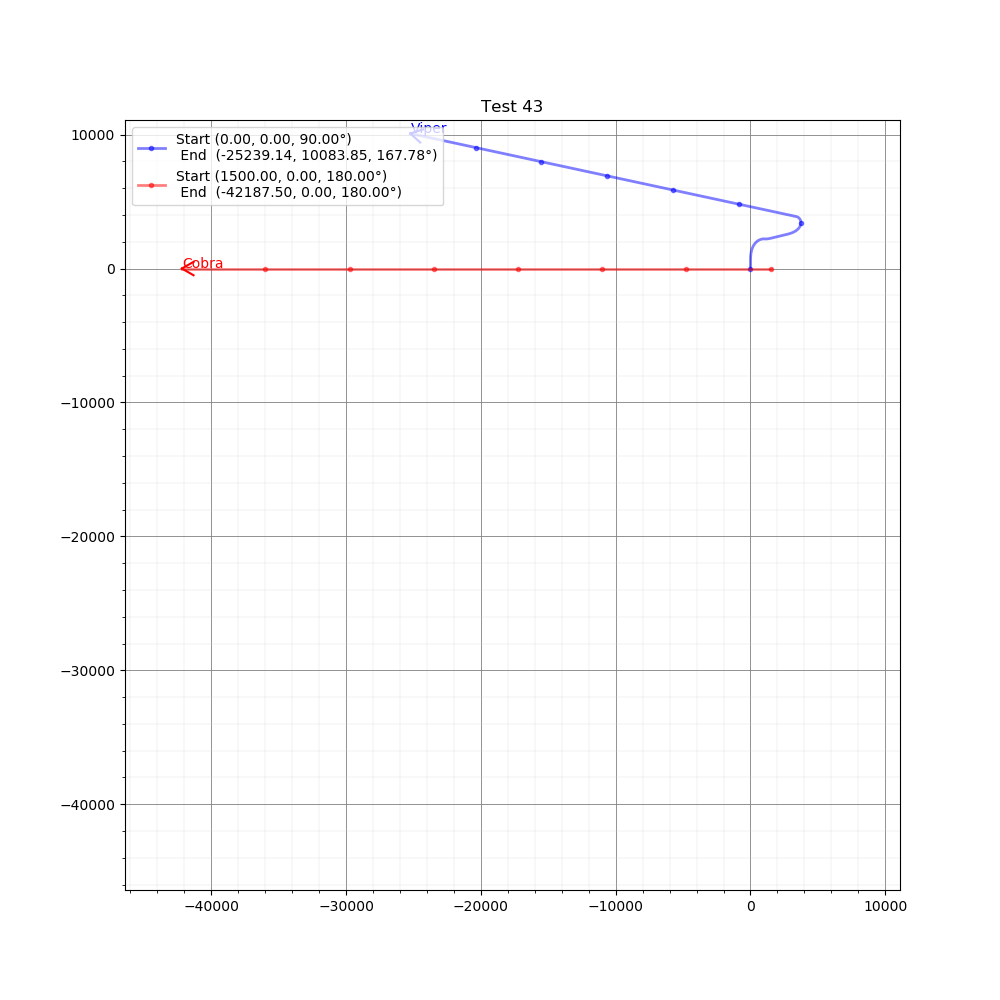 Test 43
Viper
Start (0.00, 0.00, 90.00°)
End (-25239.14, 10083.85, 167.78°)
Start (1500.00, 0.00, 180.00°)
End (-42187.50, 0.00, 180.00°)
Cobra
10000
0
−10000
−20000
−30000
−40000
−40000 −30000 −20000 −10000 0 10000